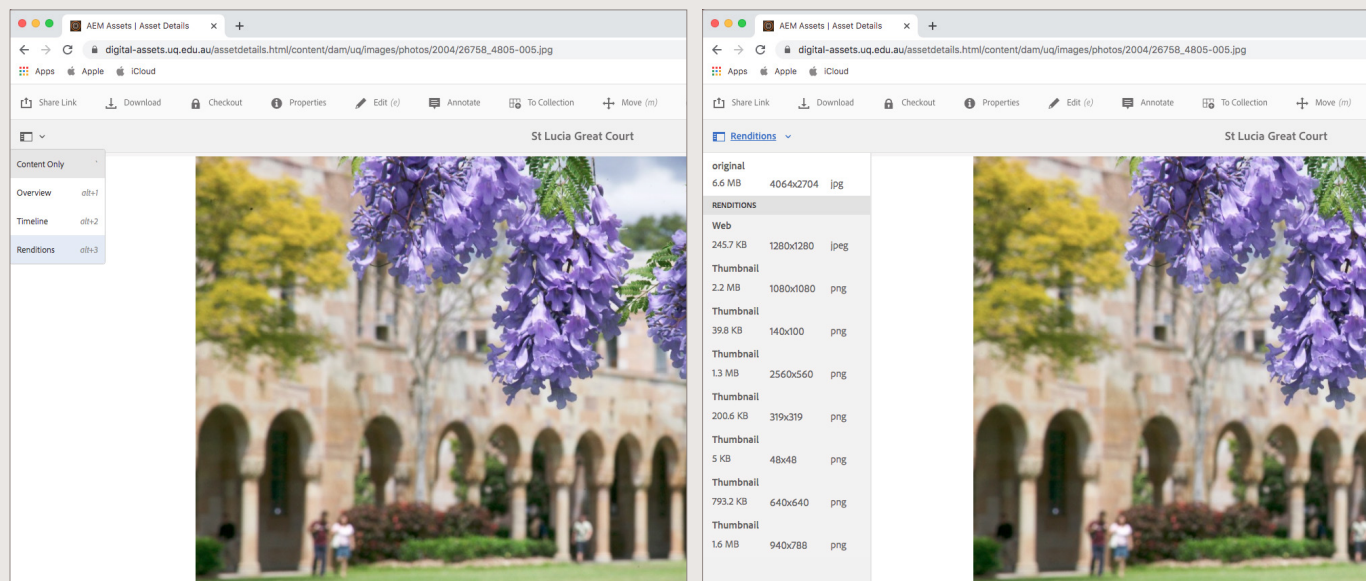 AEM Assets | Asset Details
digital-assets.uq.edu.au/assetdetails.html/content/dam/uq/images/photos/2004/26758_4805-005.jpg
Apps Apple iCloud
Share Link Download Checkout Properties Edit (e) Annotate To Collection Move (m)
St Lucia Great Court
Content Only
Overview alt+1
Timeline alt+2
Renditions alt+3
AEM Assets | Asset Details
digital-assets.uq.edu.au/assetdetails.html/content/dam/uq/images/photos/2004/26758_4805-005.jpg
Apps Apple iCloud
Share Link Download Checkout Properties Edit (e) Annotate To Collection Move (m)
Renditions St Lucia Great Court
original
6.6 MB 4064x2704 jpg
RENDITIONS
Web
245.7 KB 1280x1280 jpeg
Thumbnail
2.2 MB 1080x1080 png
Thumbnail
39.8 KB 140x100 png
Thumbnail
1.3 MB 2560x560 png
Thumbnail
200.6 KB 319x319 png
Thumbnail
5 KB 48x48 png
Thumbnail
793.2 KB 640x640 png
Thumbnail
1.6 MB 940x788 png